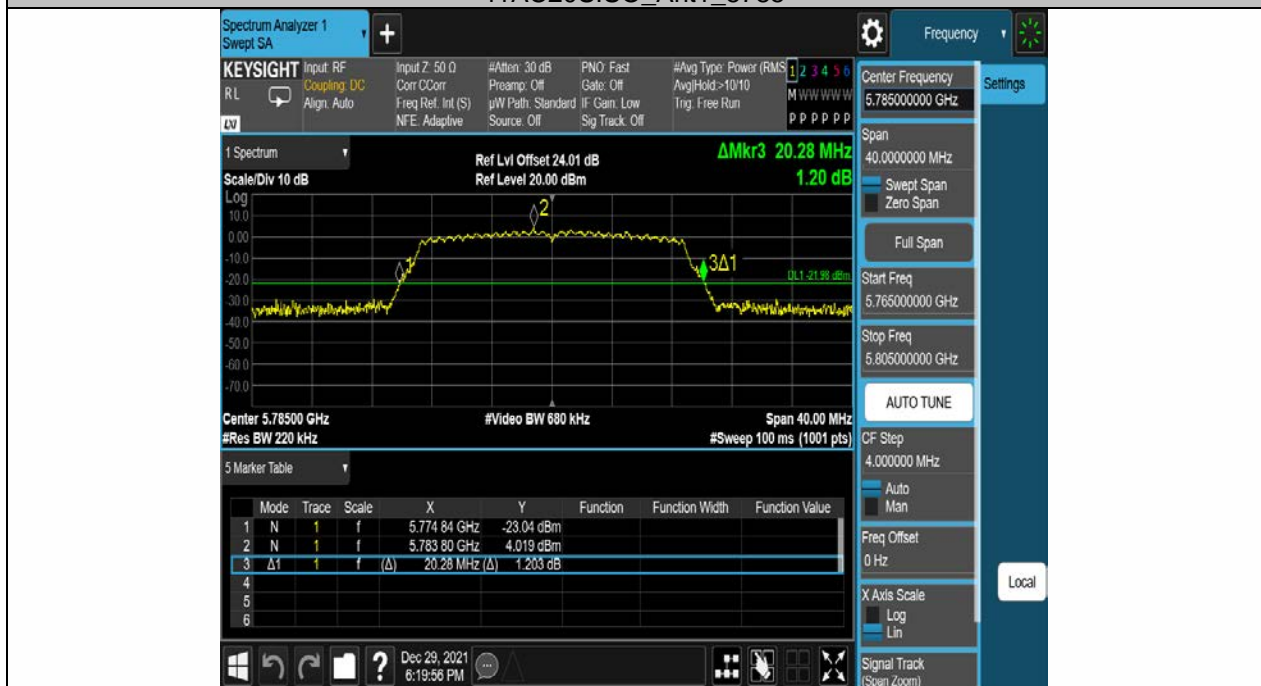 Spectrum Analyzer 1
Swept SA
+
Frequency
KEYSIGHT
RL
LXI
Input: RF
Coupling: DC
Align: Auto
Input Z: 50 Ω
Corr CCorr
Freq Ref: Int (S)
NFE: Adaptive
#Atten: 30 dB
Preamp: Off
µW Path: Standard
Source: Off
PNO: Fast
Gate: Off
IF Gain: Low
Sig Track: Off
#Avg Type: Power (RMS
Avg|Hold:>10/10
Trig: Free Run
1 2 3 4 5 6
M W W W W W
P P P P P P
Center Frequency
5.785000000 GHz
Settings
Span
40.0000000 MHz
Swept Span
Zero Span
Full Span
Start Freq
5.765000000 GHz
Stop Freq
5.805000000 GHz
AUTO TUNE
CF Step
4.000000 MHz
Auto
Man
Freq Offset
0 Hz
X Axis Scale
Log
Lin
Signal Track
(Span Zoom)
Local
1 Spectrum
Scale/Div 10 dB
Ref Lvl Offset 24.01 dB
Ref Level 20.00 dBm
ΔMkr3 20.28 MHz
1.20 dB
Log
10.0
0.00
-10.0
-20.0
-30.0
-40.0
-50.0
-60.0
-70.0
1
2
3Δ1
DL1 -21.98 dBm
Center 5.78500 GHz
#Res BW 220 kHz
#Video BW 680 kHz
Span 40.00 MHz
#Sweep 100 ms (1001 pts)
5 Marker Table
Mode Trace Scale X Y Function Function Width Function Value
1 N 1 f 5.774 84 GHz -23.04 dBm
2 N 1 f 5.783 80 GHz 4.019 dBm
3 Δ1 1 f (Δ) 20.28 MHz (Δ) 1.203 dB
4
5
6
?
Dec 29, 2021
6:19:56 PM